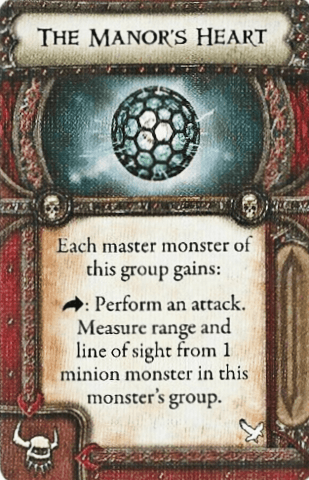 THE MANOR'S HEART
Each master monster of
this group gains:
: Perform an attack.
Measure range and
line of sight from 1
minion monster in this
monster's group.